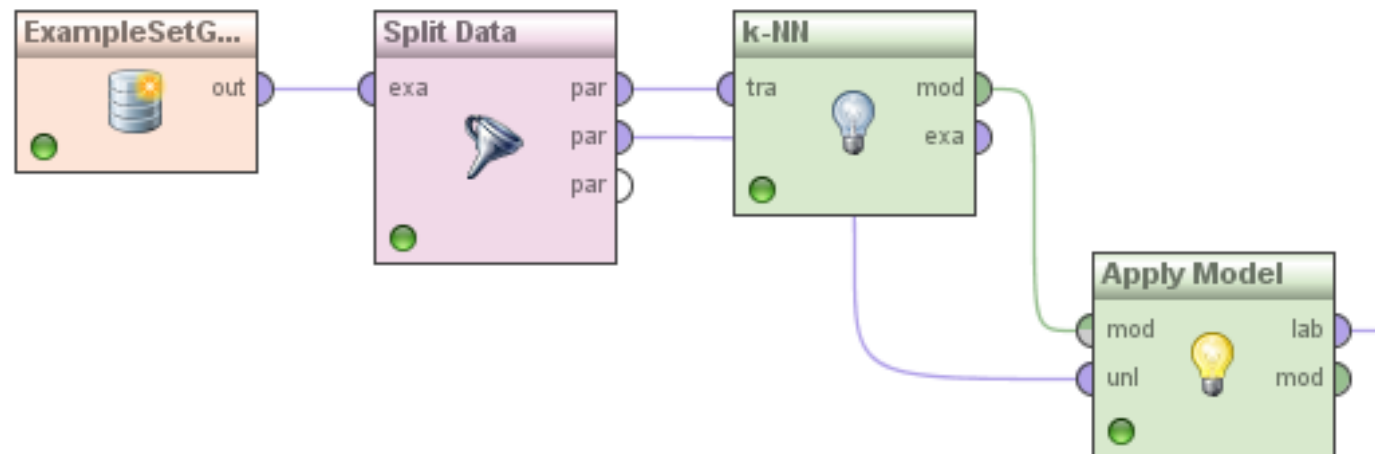 ExampleSetG...
out
Split Data
exa
par
par
par
k-NN
tra
mod
exa
Apply Model
mod
lab
unl
mod